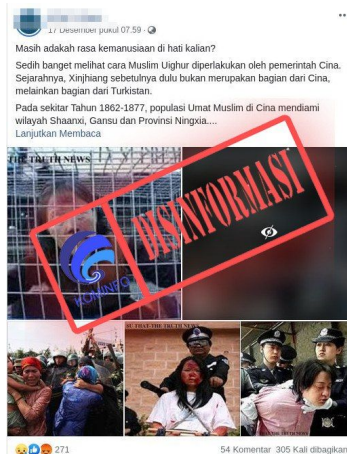 17 Desember pukul 07.59 ·
Masih adakah rasa kemanusiaan di hati kalian?
Sedih banget melihat cara Muslim Uighur diperlakukan oleh pemerintah Cina.
Sejarahnya, Xinjhiang sebetulnya dulu bukan merupakan bagian dari Cina,
melainkan bagian dari Turkistan.
Pada sekitar Tahun 1862-1877, populasi Umat Muslim di Cina mendiami
wilayah Shaanxi, Gansu dan Provinsi Ningxia....
Lanjutkan Membaca
THE TRUTH NEWS
DISINFORMASI
KOMINFO
THAT THE TRUTH NEWS
271
54 Komentar 305 Kali dibagikan